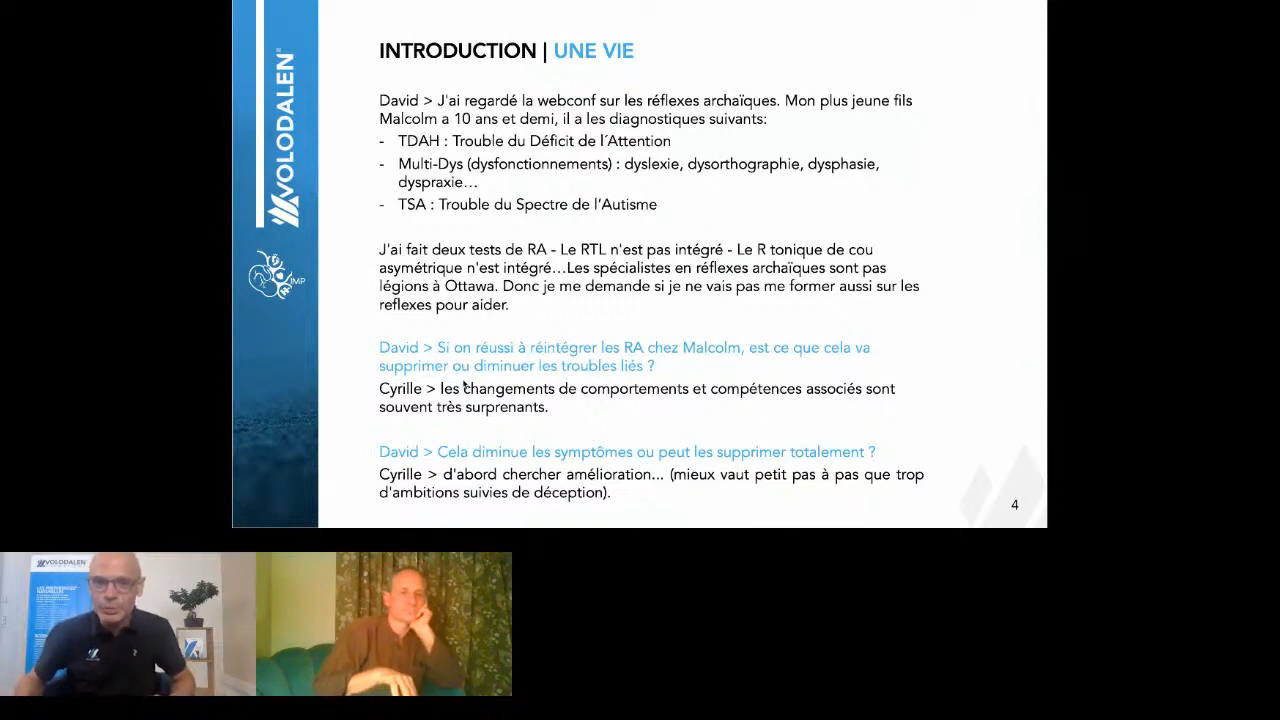 INTRODUCTION | UNE VIE
David > J'ai regardé la webconf sur les réflexes archaïques. Mon plus jeune fils
Malcolm a 10 ans et demi, il a les diagnostiques suivants:
- TDAH : Trouble du Déficit de l´Attention
- Multi-Dys (dysfonctionnements) : dyslexie, dysorthographie, dysphasie,
dyspraxie…
- TSA : Trouble du Spectre de l’Autisme
J'ai fait deux tests de RA - Le RTL n'est pas intégré - Le R tonique de cou
asymétrique n'est intégré…Les spécialistes en réflexes archaïques sont pas
légions à Ottawa. Donc je me demande si je ne vais pas me former aussi sur les
reflexes pour aider.
David > Si on réussi à réintégrer les RA chez Malcolm, est ce que cela va
supprimer ou diminuer les troubles liés ?
Cyrille > les changements de comportements et compétences associés sont
souvent très surprenants.
David > Cela diminue les symptômes ou peut les supprimer totalement ?
Cyrille > d'abord chercher amélioration... (mieux vaut petit pas à pas que trop
d'ambitions suivies de déception).
4
VOLODALEN
IMP
VOLODALEN